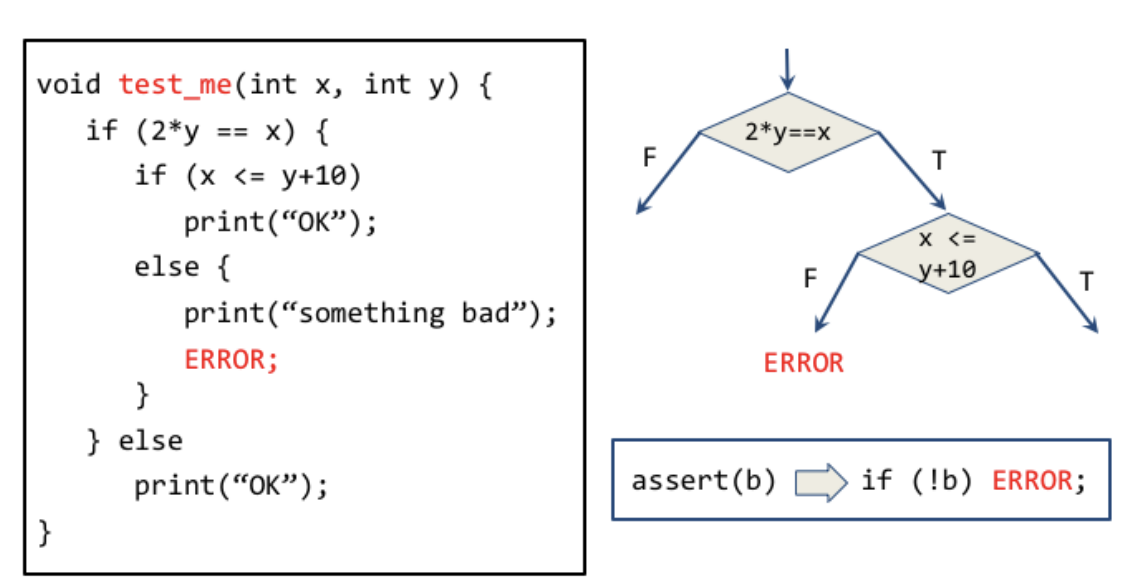 void test_me(int x, int y) {
if (2*y == x) {
if (x <= y+10)
print(“OK”);
else {
print(“something bad”);
ERROR;
}
} else
print(“OK”);
}
2*y==x
F
T
x <=
y+10
F
T
ERROR
assert(b) if (!b) ERROR;